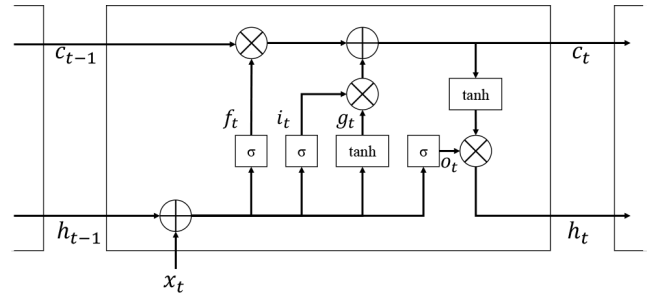 c_{t-1} c_t
tanh
f_t i_t g_t
σ σ tanh σ
o_t
h_{t-1} h_t
x_t